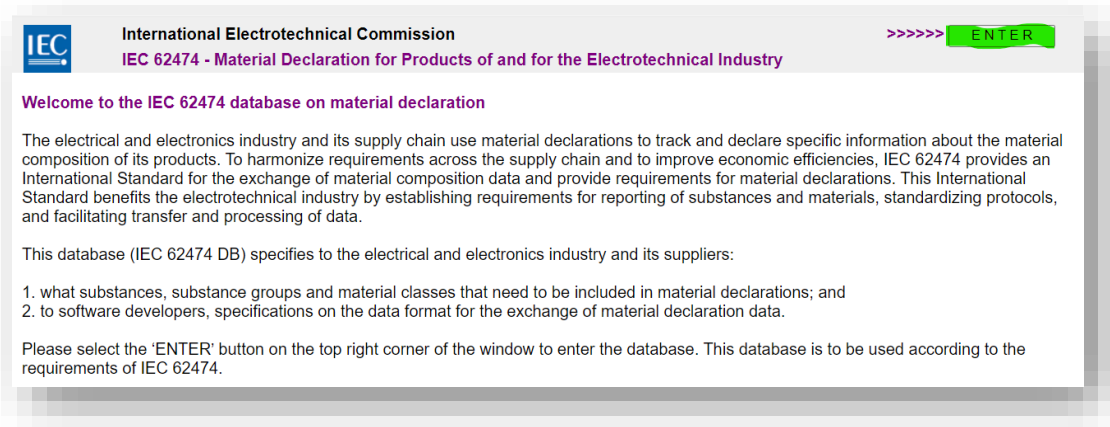 IEC
International Electrotechnical Commission
>>>>>> ENTER
IEC 62474 - Material Declaration for Products of and for the Electrotechnical Industry
Welcome to the IEC 62474 database on material declaration
The electrical and electronics industry and its supply chain use material declarations to track and declare specific information about the material
composition of its products. To harmonize requirements across the supply chain and to improve economic efficiencies, IEC 62474 provides an
International Standard for the exchange of material composition data and provide requirements for material declarations. This International
Standard benefits the electrotechnical industry by establishing requirements for reporting of substances and materials, standardizing protocols,
and facilitating transfer and processing of data.
This database (IEC 62474 DB) specifies to the electrical and electronics industry and its suppliers:
1. what substances, substance groups and material classes that need to be included in material declarations; and
2. to software developers, specifications on the data format for the exchange of material declaration data.
Please select the ‘ENTER’ button on the top right corner of the window to enter the database. This database is to be used according to the
requirements of IEC 62474.